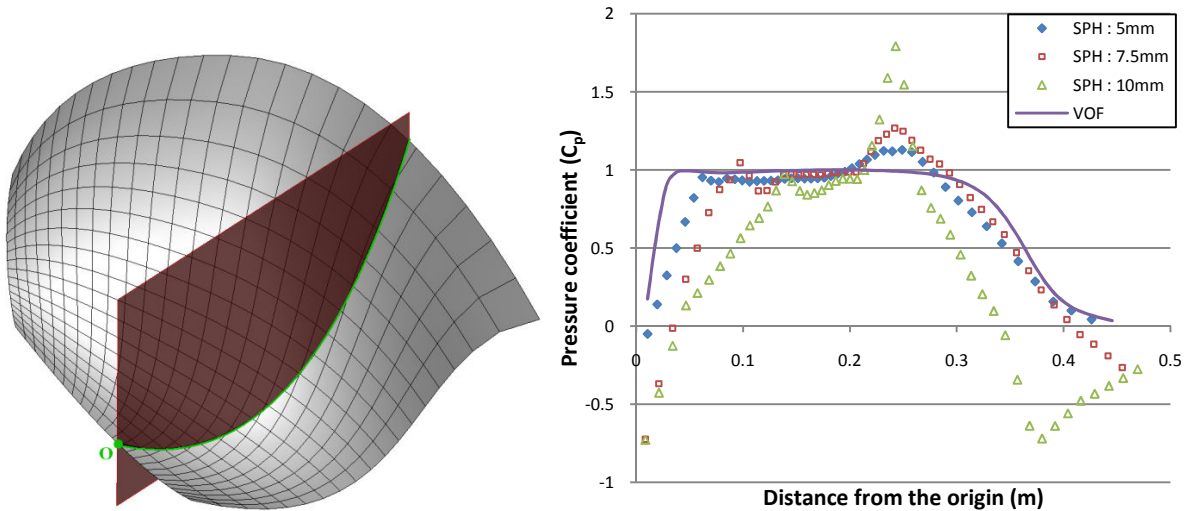 O
Pressure coefficient (Cp)
2
1.5
1
0.5
0
-0.5
-1
0 0.1 0.2 0.3 0.4 0.5
Distance from the origin (m)
SPH : 5mm
SPH : 7.5mm
SPH : 10mm
VOF